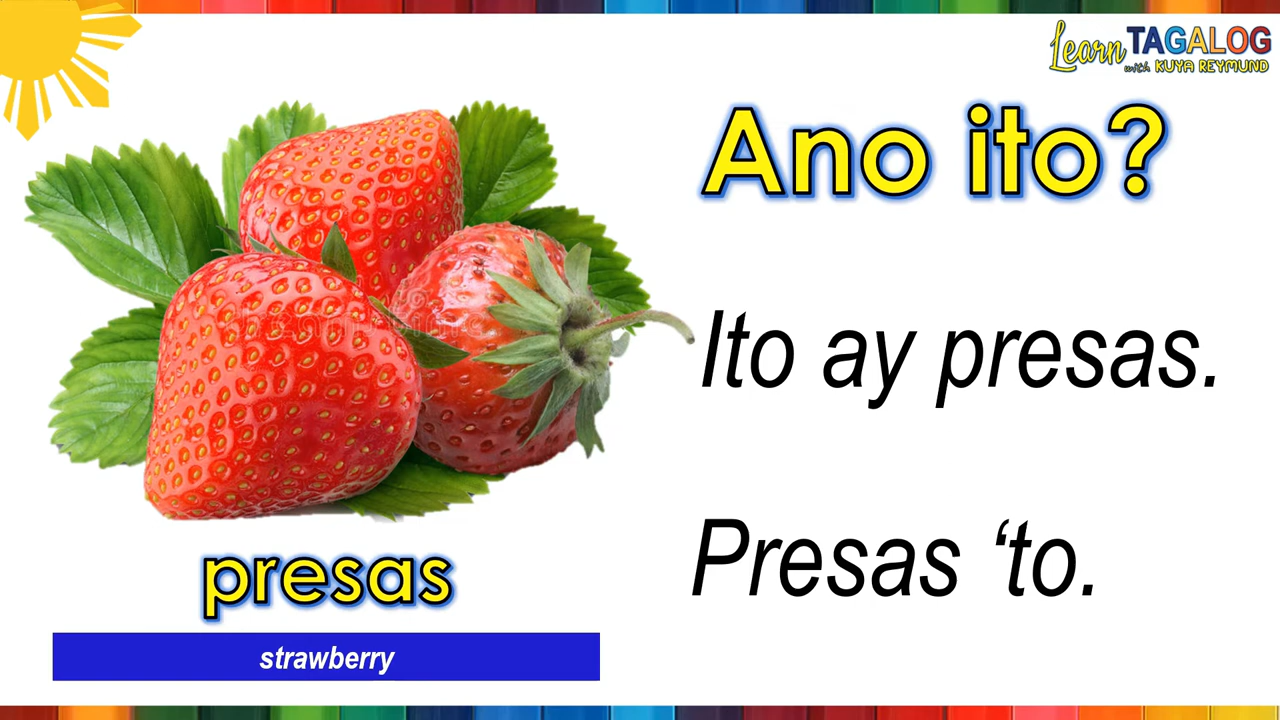 Learn TAGALOG
with KUYA REYMUND
Ano ito?
Ito ay presas.
Presas ‘to.
presas
strawberry